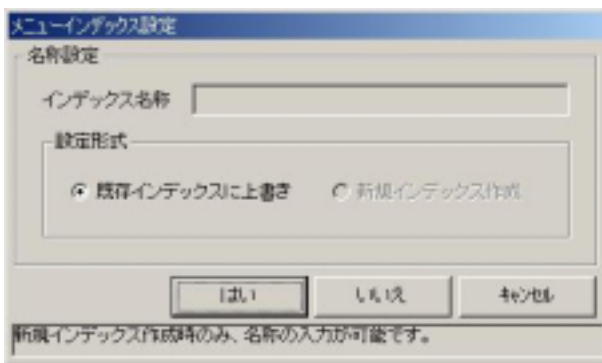 メニューインデックス設定
名称設定
インデックス名称
設定形式
既存インデックスに上書き
新規インデックス作成
はい
いいえ
キャンセル
新規インデックス作成時のみ、名称の入力が可能です。